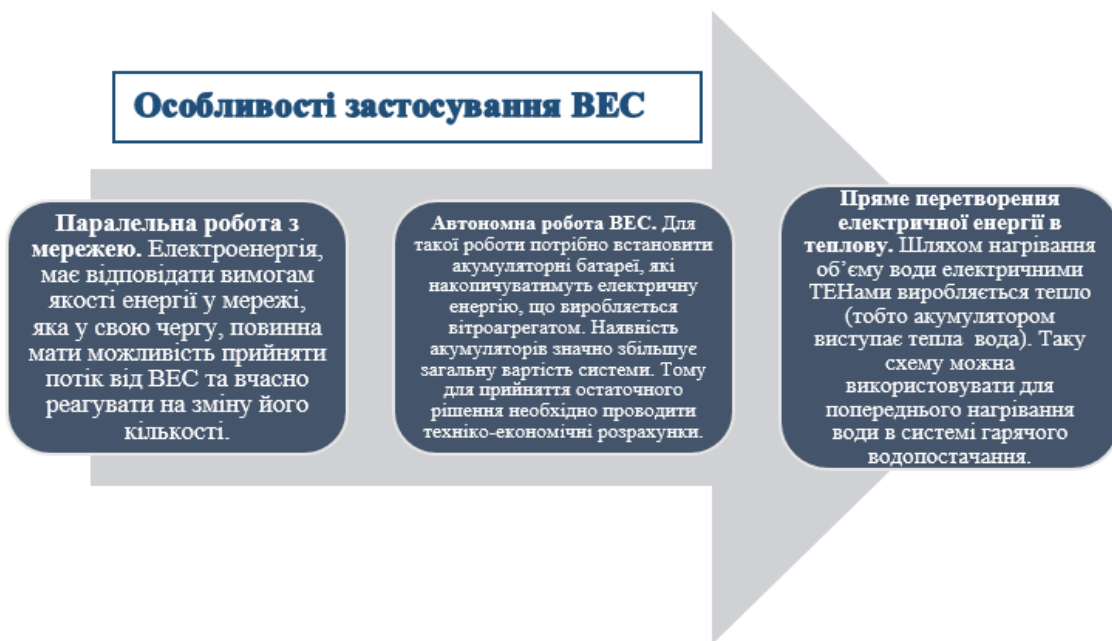 Особливості застосування ВЕС
Паралельна робота з
мережею. Електроенергія,
має відповідати вимогам
якості енергії у мережі,
яка у свою чергу, повинна
мати можливість прийняти
потік від ВЕС та вчасно
реагувати на зміну його
кількості.
Автономна робота ВЕС. Для
такої роботи потрібно встановити
акумуляторні батареї, які
накопичуватимуть електричну
енергію, що виробляється
вітроагрегатом. Наявність
акумуляторів значно збільшує
загальну вартість системи. Тому
для прийняття остаточного
рішення необхідно проводити
техніко-економічні розрахунки.
Пряме перетворення
електричної енергії в
теплову. Шляхом нагрівання
об’єму води електричними
ТЕНами виробляється тепло
(тобто акумулятором
виступає тепла вода). Таку
схему можна
використовувати для
попереднього нагрівання
води в системі гарячого
водопостачання.